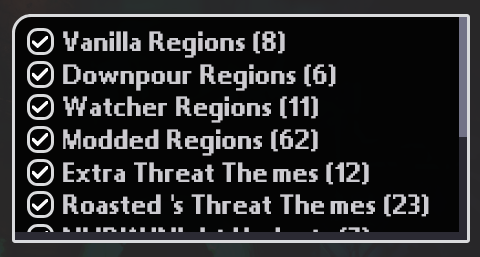 Vanilla Regions (8)
Downpour Regions (6)
Watcher Regions (11)
Modded Regions (62)
Extra Threat Themes (12)
Roasted 's Threat Themes (23)